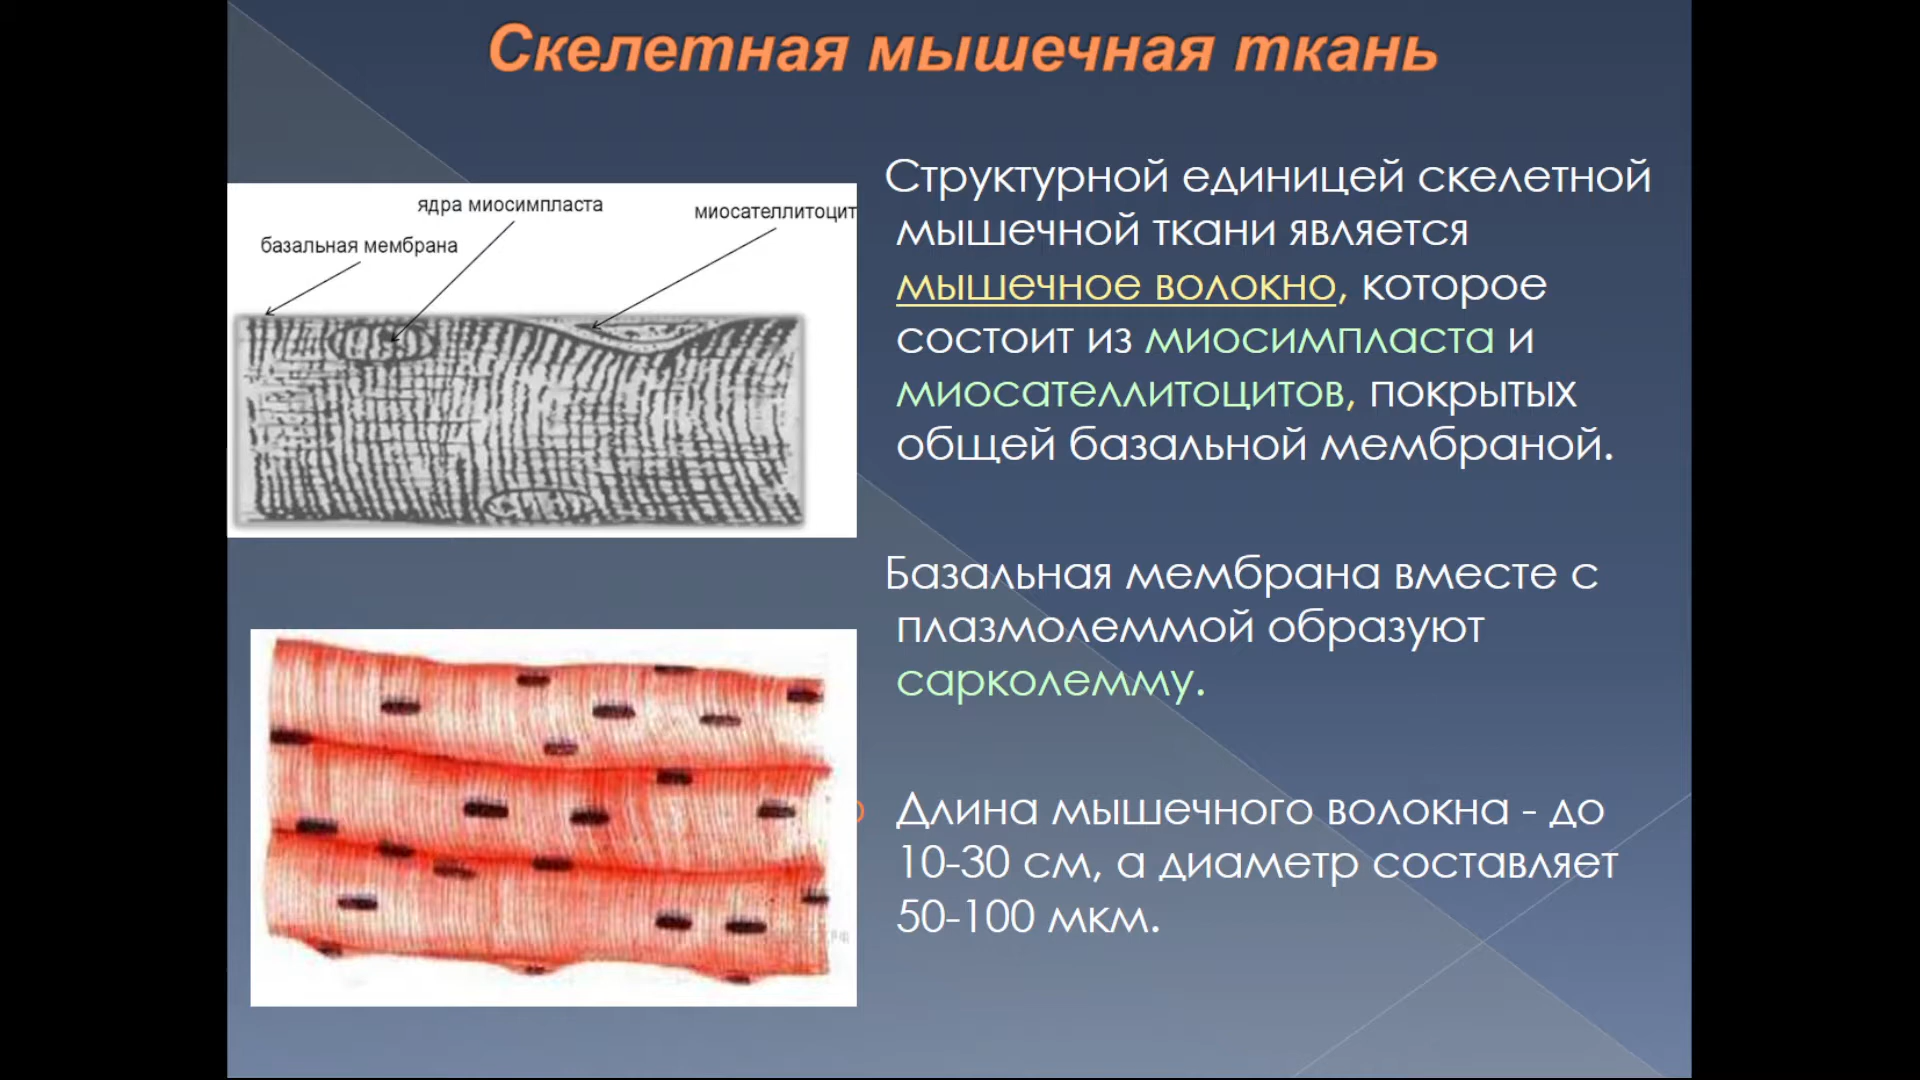 Скелетная мышечная ткань
ядра миосимпласта
миосателлитоцит
базальная мембрана
Структурной единицей скелетной
мышечной ткани является
мышечное волокно, которое
состоит из миосимпласта и
миосателлитоцитов, покрытых
общей базальной мембраной.
Базальная мембрана вместе с
плазмолеммой образуют
сарколемму.
Длина мышечного волокна - до
10-30 см, а диаметр составляет
50-100 мкм.